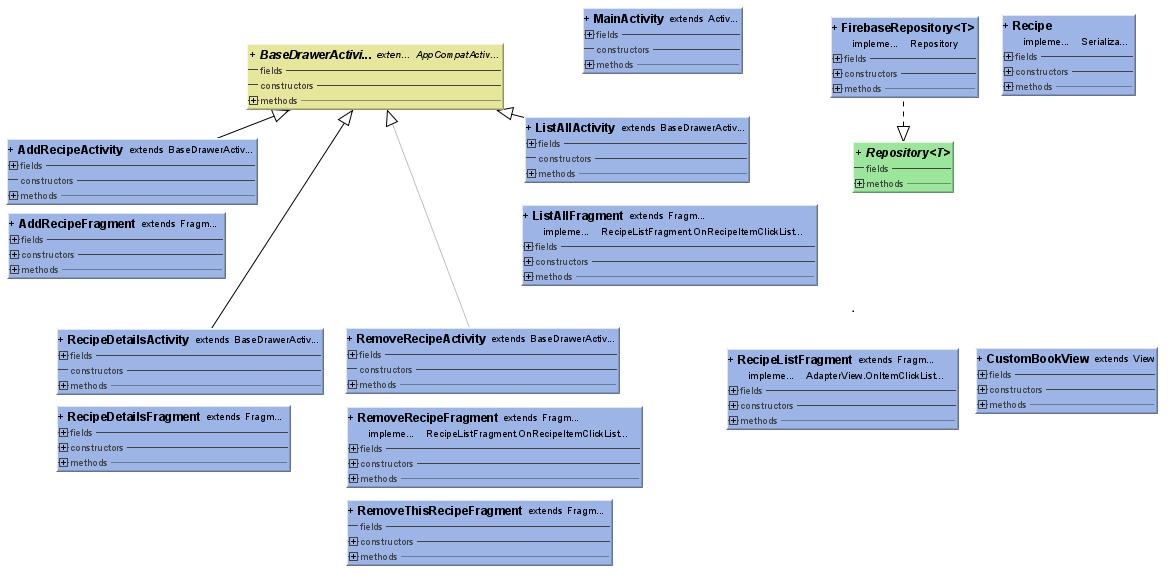 + MainActivity extends Activ...
fields
constructors
methods
+ FirebaseRepository<T>
impleme... Repository
fields
constructors
methods
+ Recipe
impleme... Serializa...
fields
constructors
methods
+ BaseDrawerActivi... exten... AppCompatActiv...
fields
constructors
methods
+ ListAllActivity extends BaseDrawerActiv...
fields
constructors
methods
+ AddRecipeActivity extends BaseDrawerActiv...
fields
constructors
methods
+ Repository<T>
fields
methods
+ AddRecipeFragment extends Fragm...
fields
constructors
methods
+ ListAllFragment extends Fragm...
impleme... RecipeListFragment.OnRecipeItemClickList...
fields
constructors
methods
+ RecipeDetailsActivity extends BaseDrawerActiv...
fields
constructors
methods
+ RemoveRecipeActivity extends BaseDrawerActiv...
fields
constructors
methods
+ RecipeListFragment extends Fragm...
impleme... AdapterView.OnItemClickList...
fields
constructors
methods
+ CustomBookView extends View
fields
constructors
methods
+ RecipeDetailsFragment extends Fragm...
fields
constructors
methods
+ RemoveRecipeFragment extends Fragm...
impleme... RecipeListFragment.OnRecipeItemClickList...
fields
constructors
methods
+ RemoveThisRecipeFragment extends Fragm...
fields
constructors
methods